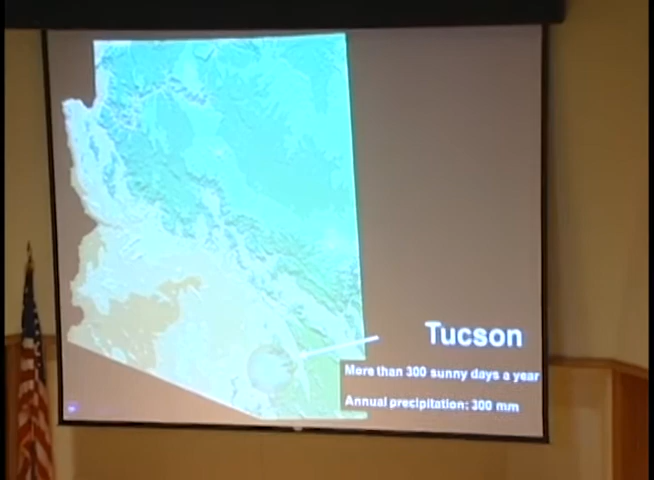 Tucson
More than 300 sunny days a year
Annual precipitation: 300 mm